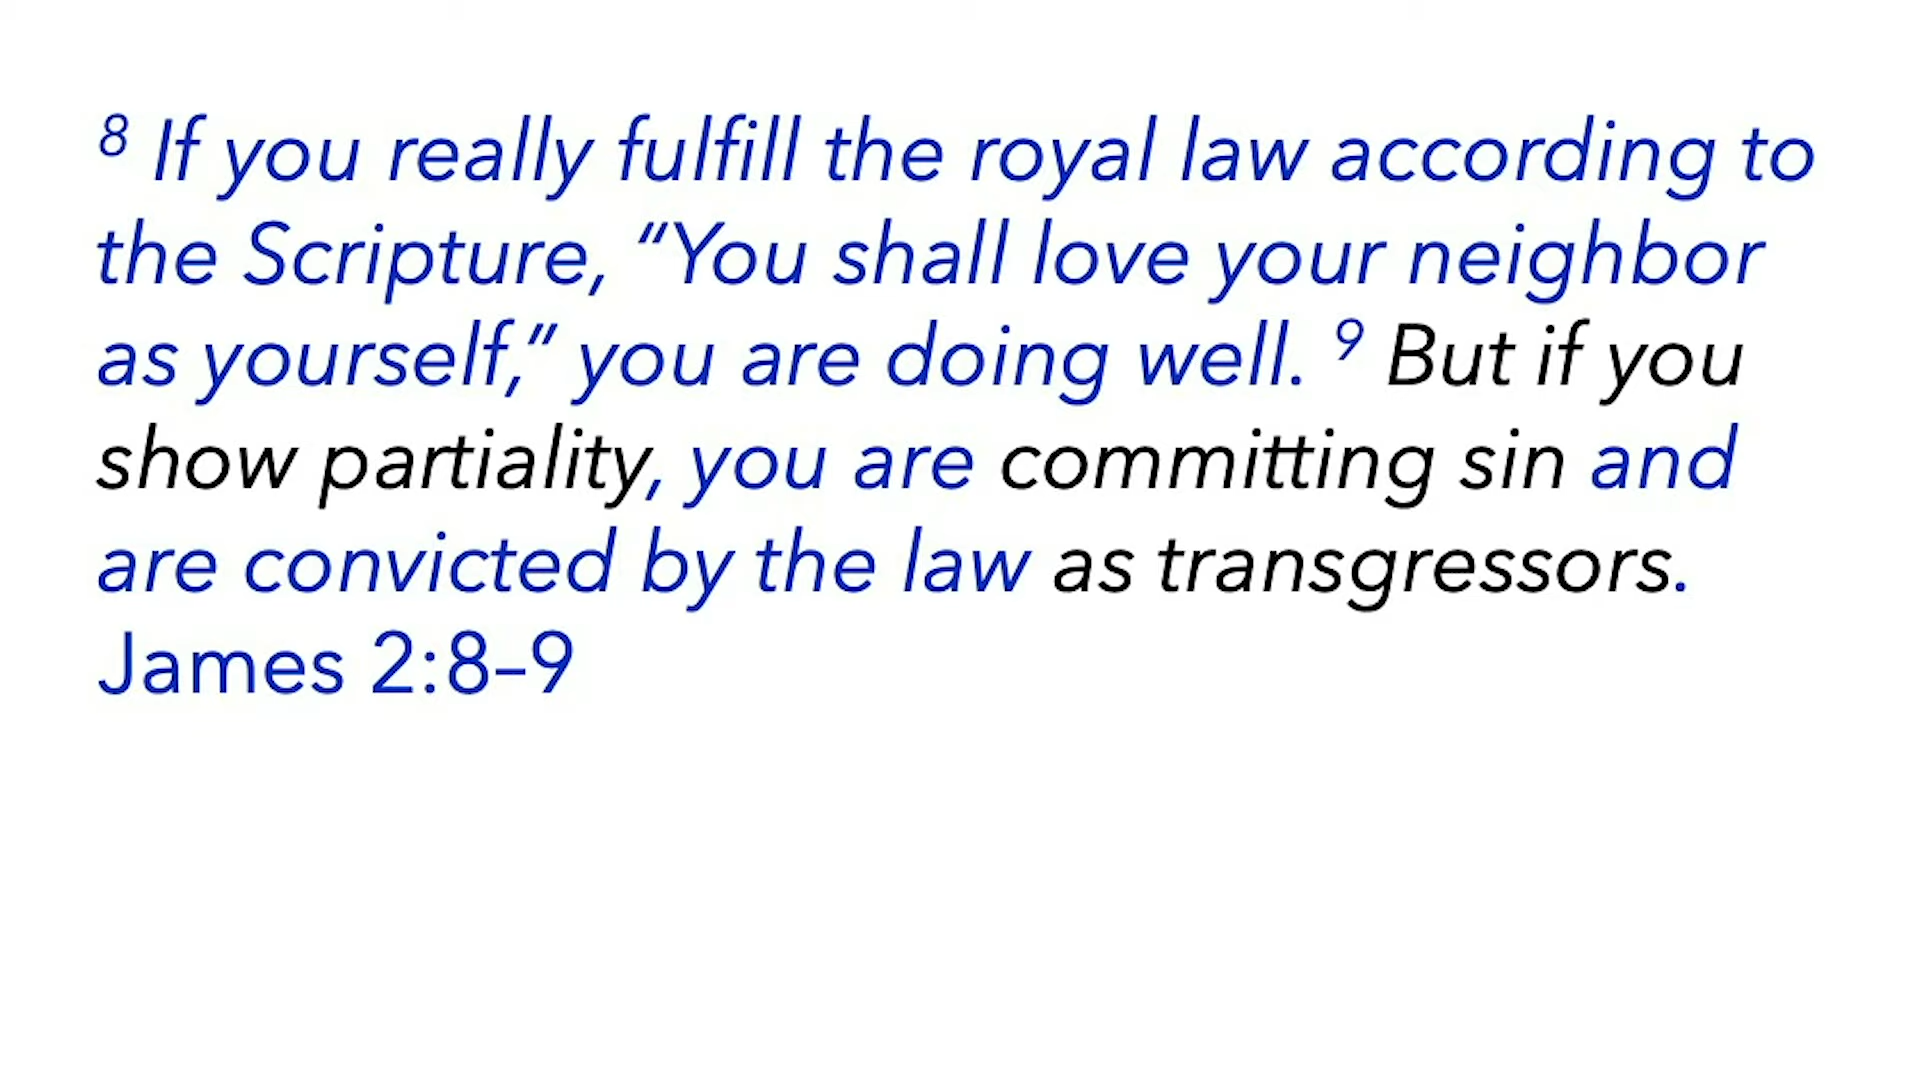 8 If you really fulfill the royal law according to
the Scripture, “You shall love your neighbor
as yourself,” you are doing well. 9 But if you
show partiality, you are committing sin and
are convicted by the law as transgressors.
James 2:8–9